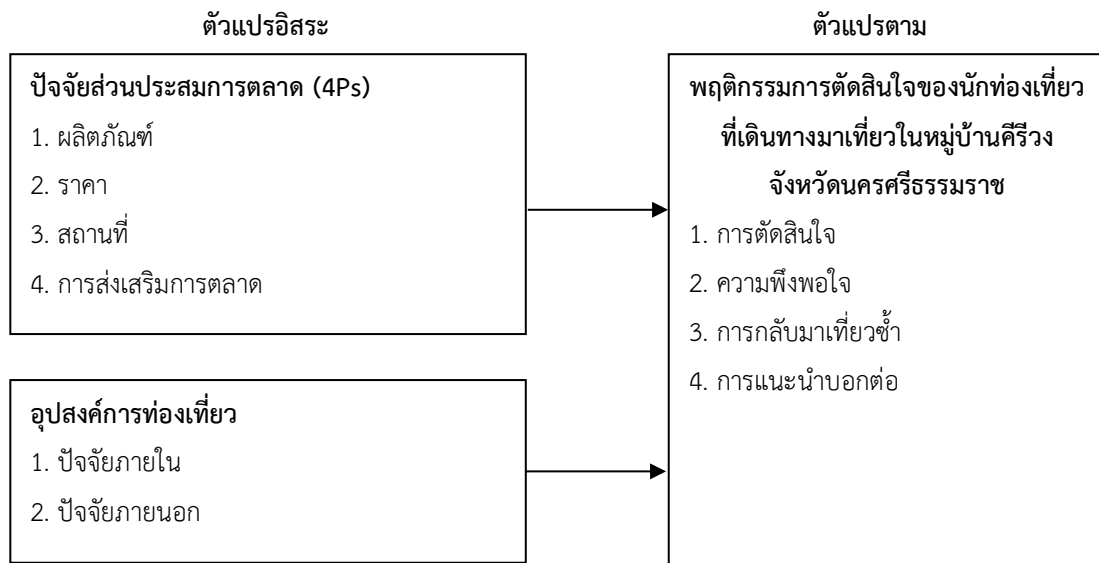 ตัวแปรอิสระ
ปัจจัยส่วนประสมการตลาด (4Ps)
1. ผลิตภัณฑ์
2. ราคา
3. สถานที่
4. การส่งเสริมการตลาด
อุปสงค์การท่องเที่ยว
1. ปัจจัยภายใน
2. ปัจจัยภายนอก
ตัวแปรตาม
พฤติกรรมการตัดสินใจของนักท่องเที่ยว
ที่เดินทางมาเที่ยวในหมู่บ้านคีรีวง
จังหวัดนครศรีธรรมราช
1. การตัดสินใจ
2. ความพึงพอใจ
3. การกลับมาเที่ยวซ้ำ
4. การแนะนำบอกต่อ